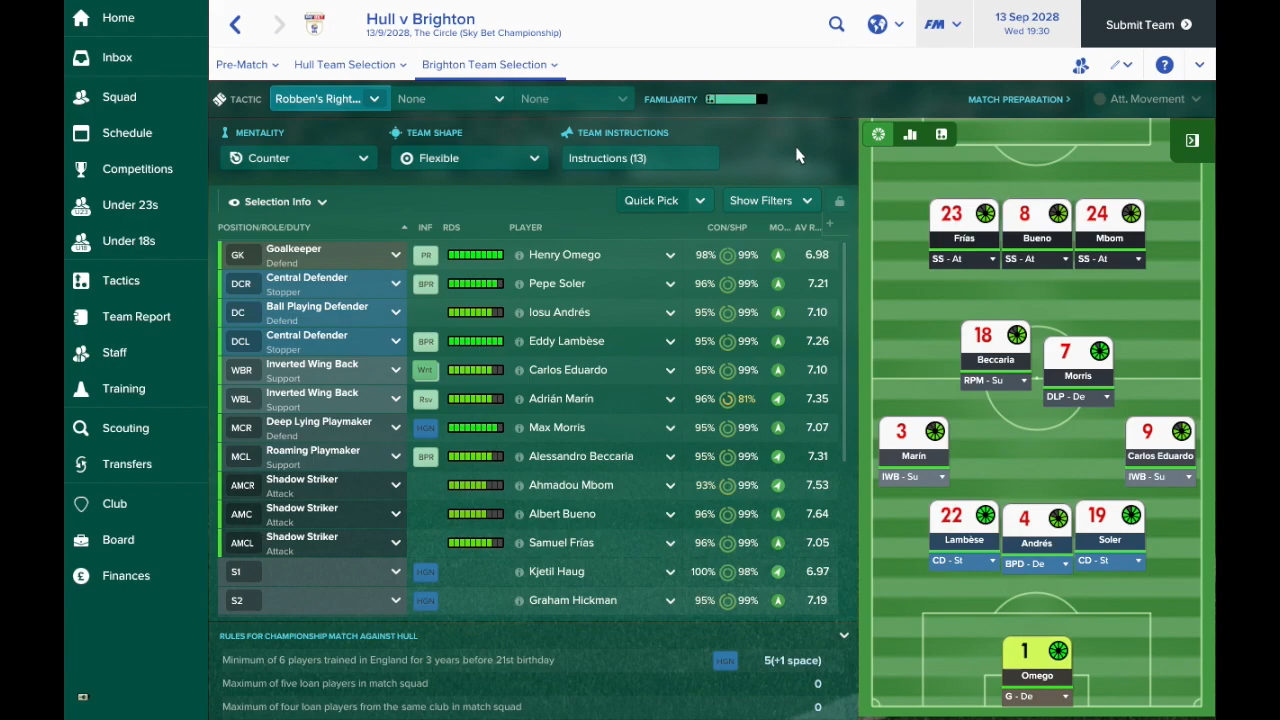 Home
Inbox
Squad
Schedule
Competitions
Under 23s
Under 18s
Tactics
Team Report
Staff
Training
Scouting
Transfers
Club
Board
Finances
SKY BET
Hull v Brighton
13/9/2028, The Circle (Sky Bet Championship)
FM
13 Sep 2028
Wed 19:30
Submit Team
Pre-Match
Hull Team Selection
Brighton Team Selection
?
TACTIC
Robben's Right...
None
None
FAMILIARITY
MATCH PREPARATION >
Att. Movement
MENTALITY
TEAM SHAPE
TEAM INSTRUCTIONS
Counter
Flexible
Instructions (13)
Selection Info
Quick Pick
Show Filters
POSITION/ROLE/DUTY INF RDS PLAYER CON/SHP MO... AV R...
GK Goalkeeper Defend PR Henry Omego 98% 99% 6.98
DCR Central Defender Stopper BPR Pepe Soler 96% 99% 7.21
DC Ball Playing Defender Defend Iosu Andrés 95% 99% 7.10
DCL Central Defender Stopper BPR Eddy Lambèse 95% 99% 7.26
WBR Inverted Wing Back Support Wnt Carlos Eduardo 95% 99% 7.10
WBL Inverted Wing Back Support Rsv Adrián Marín 96% 81% 7.35
MCR Deep Lying Playmaker Defend HGN Max Morris 95% 99% 7.07
MCL Roaming Playmaker Support BPR Alessandro Beccaria 95% 99% 7.31
AMCR Shadow Striker Attack Ahmadou Mbom 93% 99% 7.53
AMC Shadow Striker Attack Albert Bueno 96% 99% 7.64
AMCL Shadow Striker Attack Samuel Frías 96% 99% 7.05
S1 HGN Kjetil Haug 100% 98% 6.97
S2 HGN Graham Hickman 95% 99% 7.19
RULES FOR CHAMPIONSHIP MATCH AGAINST HULL
Minimum of 6 players trained in England for 3 years before 21st birthday HGN 5(+1 space)
Maximum of five loan players in match squad 0
Maximum of four loan players from the same club in match squad 0
23 8 24
Frías Bueno Mbom
SS - At SS - At SS - At
18
Beccaria
RPM - Su
7
Morris
DLP - De
3 9
Marín Carlos Eduardo
IWB - Su IWB - Su
22 4 19
Lambèse Andrés Soler
CD - St BPD - De CD - St
1
Omego
G - De